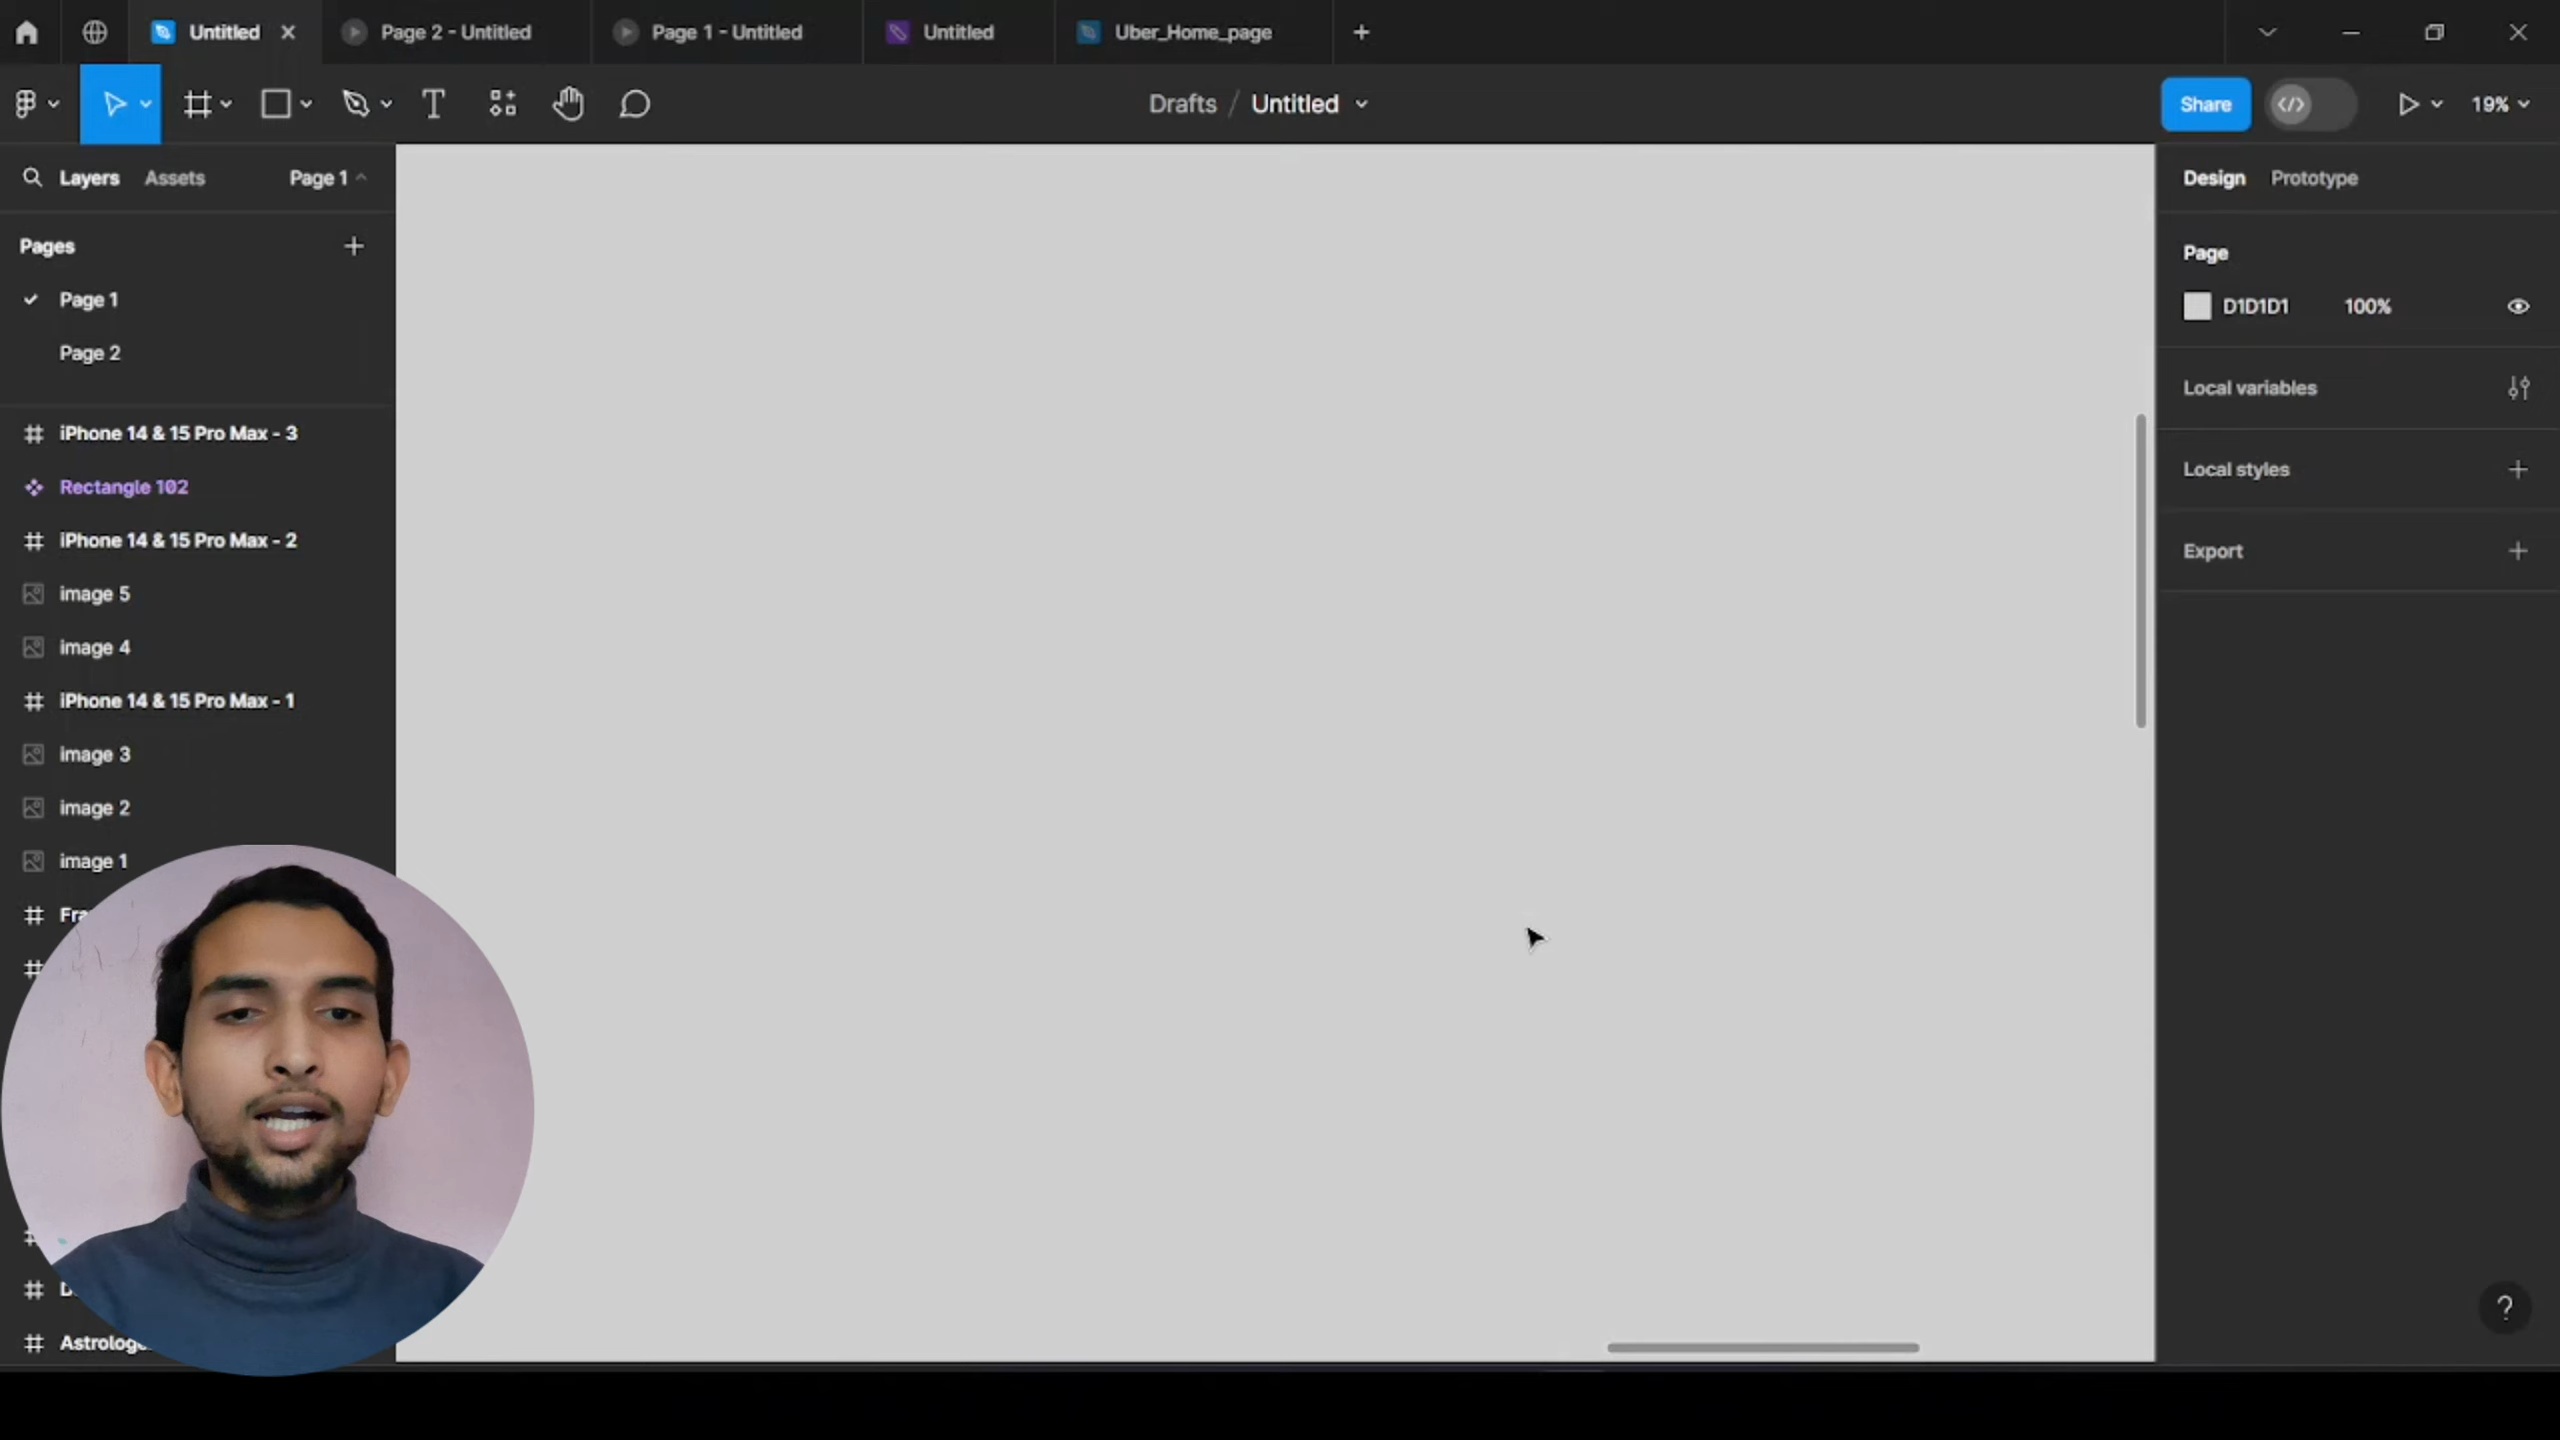 Untitled
Page 2 - Untitled
Page 1 - Untitled
Untitled
Uber_Home_page
Drafts / Untitled
Share
19%
Layers
Assets
Page 1
Design
Prototype
Pages
Page 1
Page 2
Page
D1D1D1
100%
Local variables
Local styles
Export
iPhone 14 & 15 Pro Max - 3
Rectangle 102
iPhone 14 & 15 Pro Max - 2
image 5
image 4
iPhone 14 & 15 Pro Max - 1
image 3
image 2
image 1
?